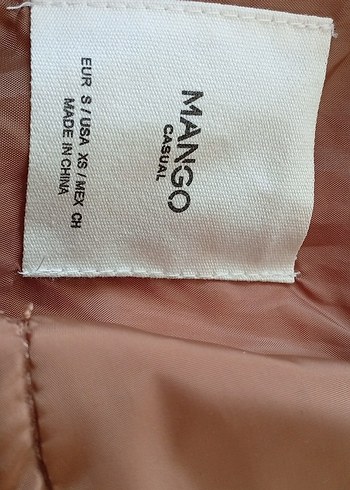 MANGO
CASUAL
EUR S / USA XS / MEX CH
MADE IN CHINA